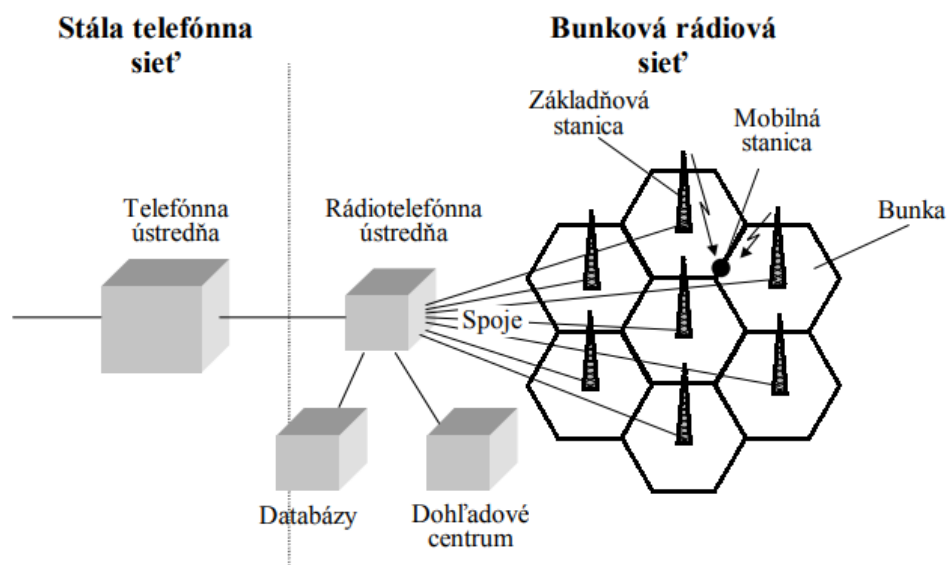 Stála telefónna
sieť
Bunková rádiová
sieť
Základňová
stanica
Mobilná
stanica
Telefónna
ústredňa
Rádiotelefónna
ústredňa
Bunka
Spoje
Databázy
Dohľadové
centrum